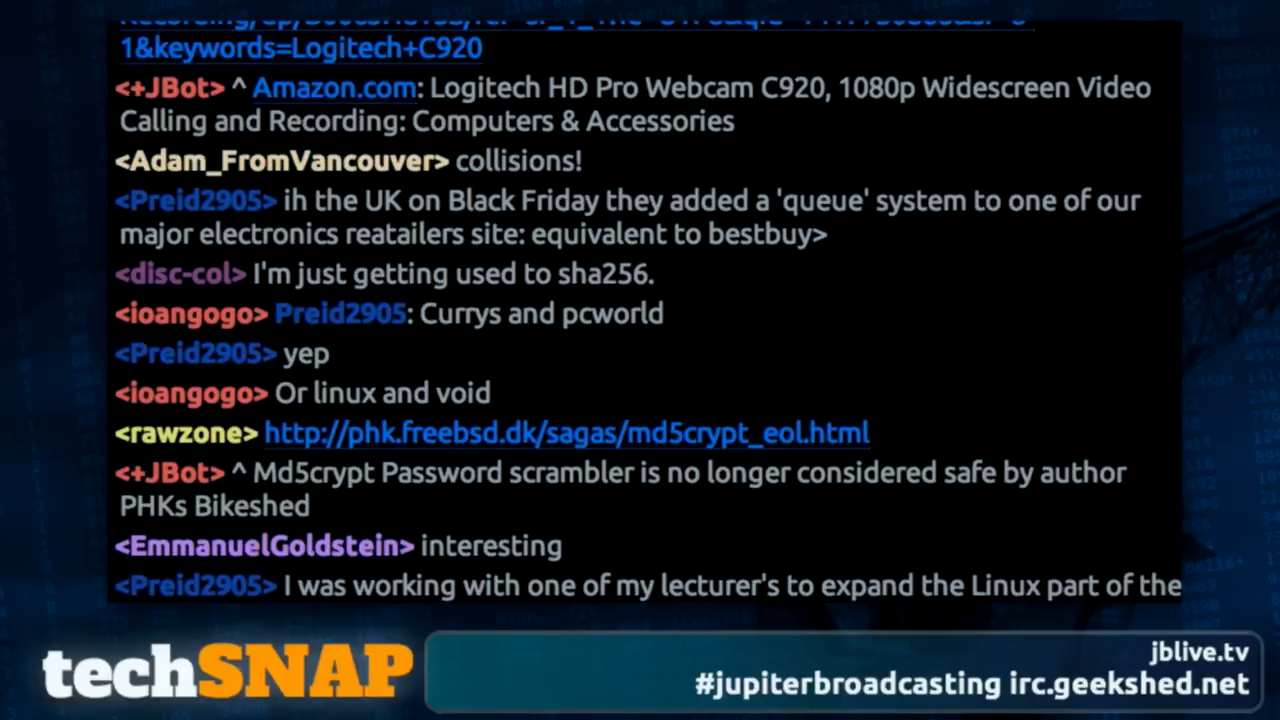 1&keywords=Logitech+C920
<+JBot> ^ Amazon.com: Logitech HD Pro Webcam C920, 1080p Widescreen Video
Calling and Recording: Computers & Accessories
<Adam_FromVancouver> collisions!
<Preid2905> ih the UK on Black Friday they added a 'queue' system to one of our
major electronics reatailers site: equivalent to bestbuy>
<disc-col> I'm just getting used to sha256.
<ioangogo> Preid2905: Currys and pcworld
<Preid2905> yep
<ioangogo> Or linux and void
<rawzone> http://phk.freebsd.dk/sagas/md5crypt_eol.html
<+JBot> ^ Md5crypt Password scrambler is no longer considered safe by author
PHKs Bikeshed
<EmmanuelGoldstein> interesting
<Preid2905> I was working with one of my lecturer's to expand the Linux part of the
techSNAP
jblive.tv
#jupiterbroadcasting irc.geekshed.net